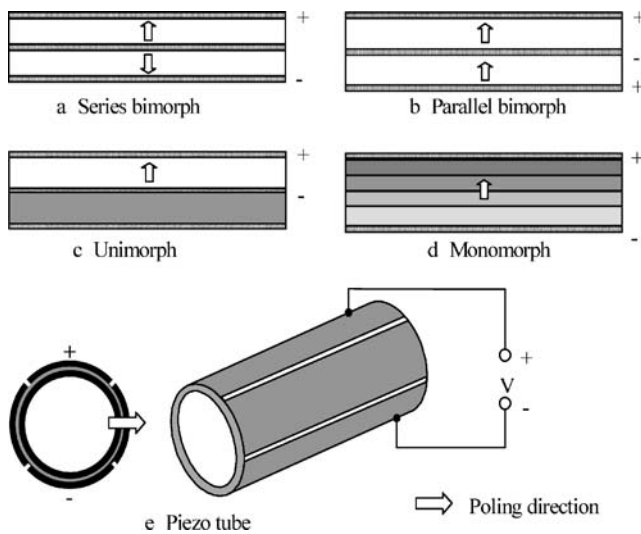 +
-
a Series bimorph
+
-
+
b Parallel bimorph
+
-
c Unimorph
+
-
d Monomorph
+
-
+
V
-
e Piezo tube
Poling direction